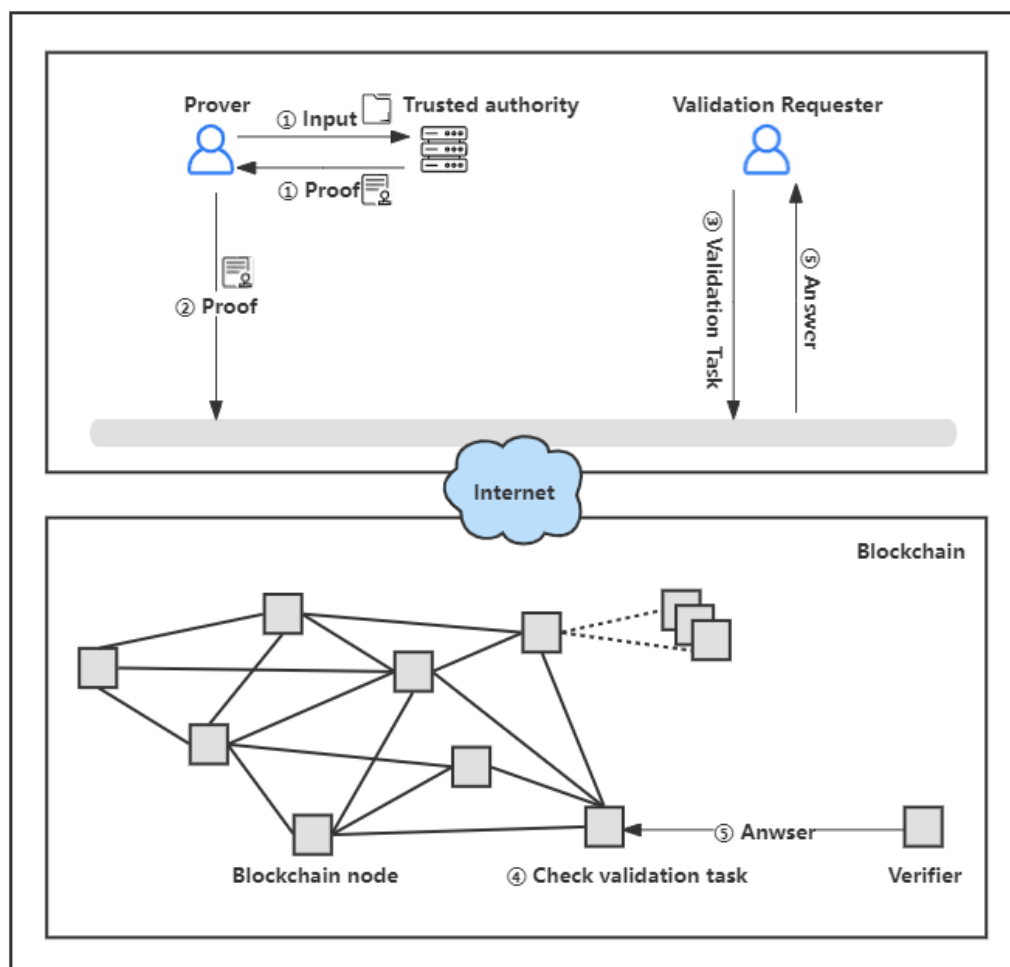 Prover
Trusted authority
Validation Requester
① Input
① Proof
② Proof
③ Validation Task
⑤ Answer
Internet
Blockchain
⑤ Anwser
Blockchain node
④ Check validation task
Verifier